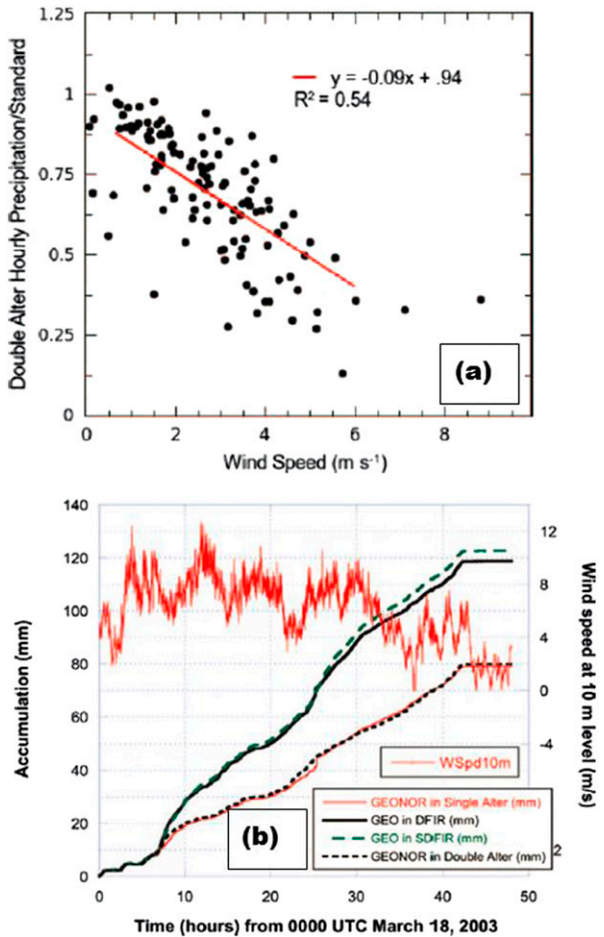 1.25
1
0.75
0.5
0.25
0
0
2
4
6
8
Double Alter Hourly Precipitation/Standard
y = -0.09x + .94
R² = 0.54
(a)
Wind Speed (m s⁻¹)
140
120
100
80
60
40
20
0
Accumulation (mm)
12
8
4
0
-4
2
Wind speed at 10 m level (m/s)
WSpd10m
GEONOR in Single Alter (mm)
GEO in DFIR (mm)
GEO in SDFIR (mm)
GEONOR in Double Alter (mm)
(b)
0
10
20
30
40
50
Time (hours) from 0000 UTC March 18, 2003